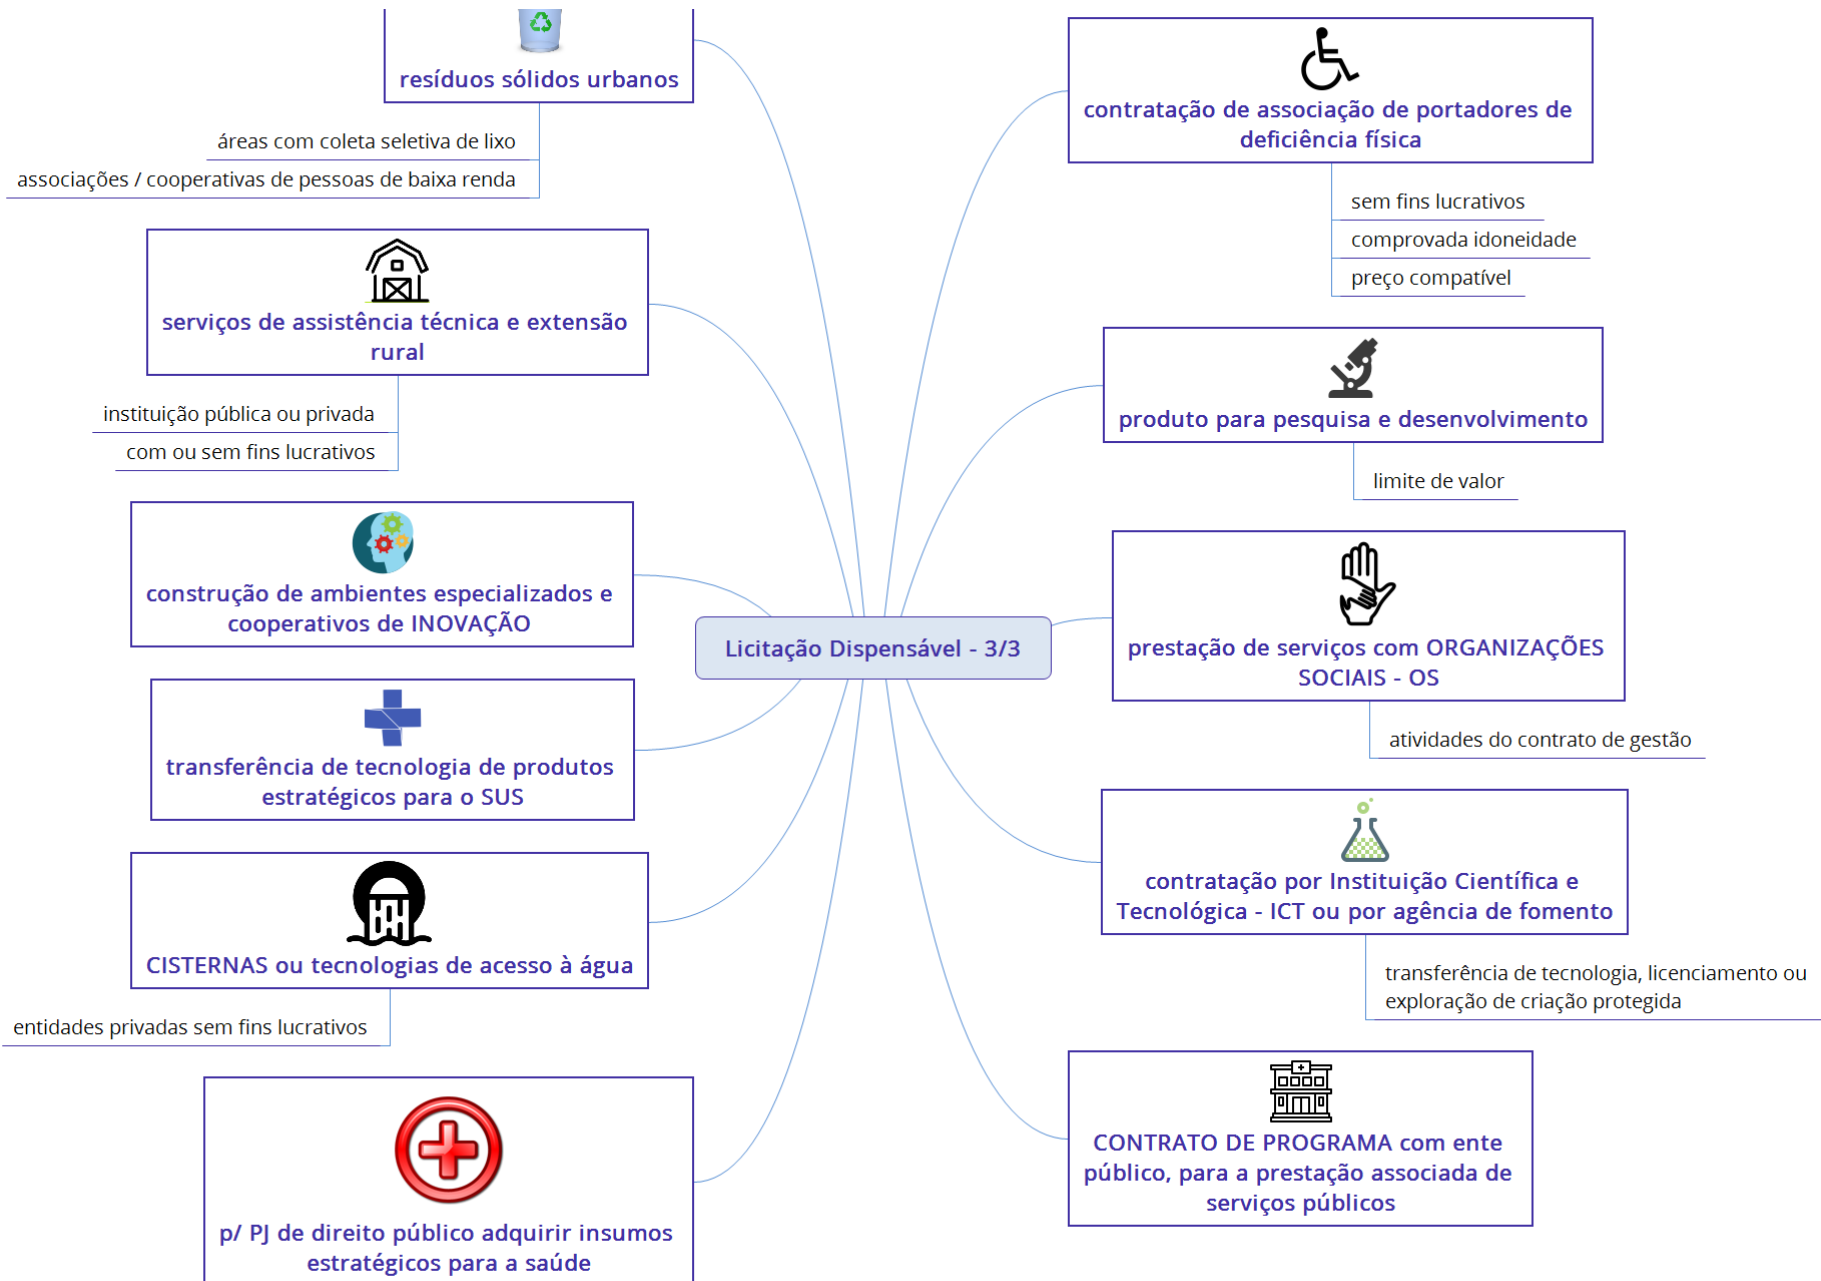 resíduos sólidos urbanos
áreas com coleta seletiva de lixo
associações / cooperativas de pessoas de baixa renda
serviços de assistência técnica e extensão
rural
instituição pública ou privada
com ou sem fins lucrativos
construção de ambientes especializados e
cooperativos de INOVAÇÃO
transferência de tecnologia de produtos
estratégicos para o SUS
CISTERNAS ou tecnologias de acesso à água
entidades privadas sem fins lucrativos
p/ PJ de direito público adquirir insumos
estratégicos para a saúde
Licitação Dispensável - 3/3
contratação de associação de portadores de
deficiência física
sem fins lucrativos
comprovada idoneidade
preço compatível
produto para pesquisa e desenvolvimento
limite de valor
prestação de serviços com ORGANIZAÇÕES
SOCIAIS - OS
atividades do contrato de gestão
contratação por Instituição Científica e
Tecnológica - ICT ou por agência de fomento
transferência de tecnologia, licenciamento ou
exploração de criação protegida
CONTRATO DE PROGRAMA com ente
público, para a prestação associada de
serviços públicos